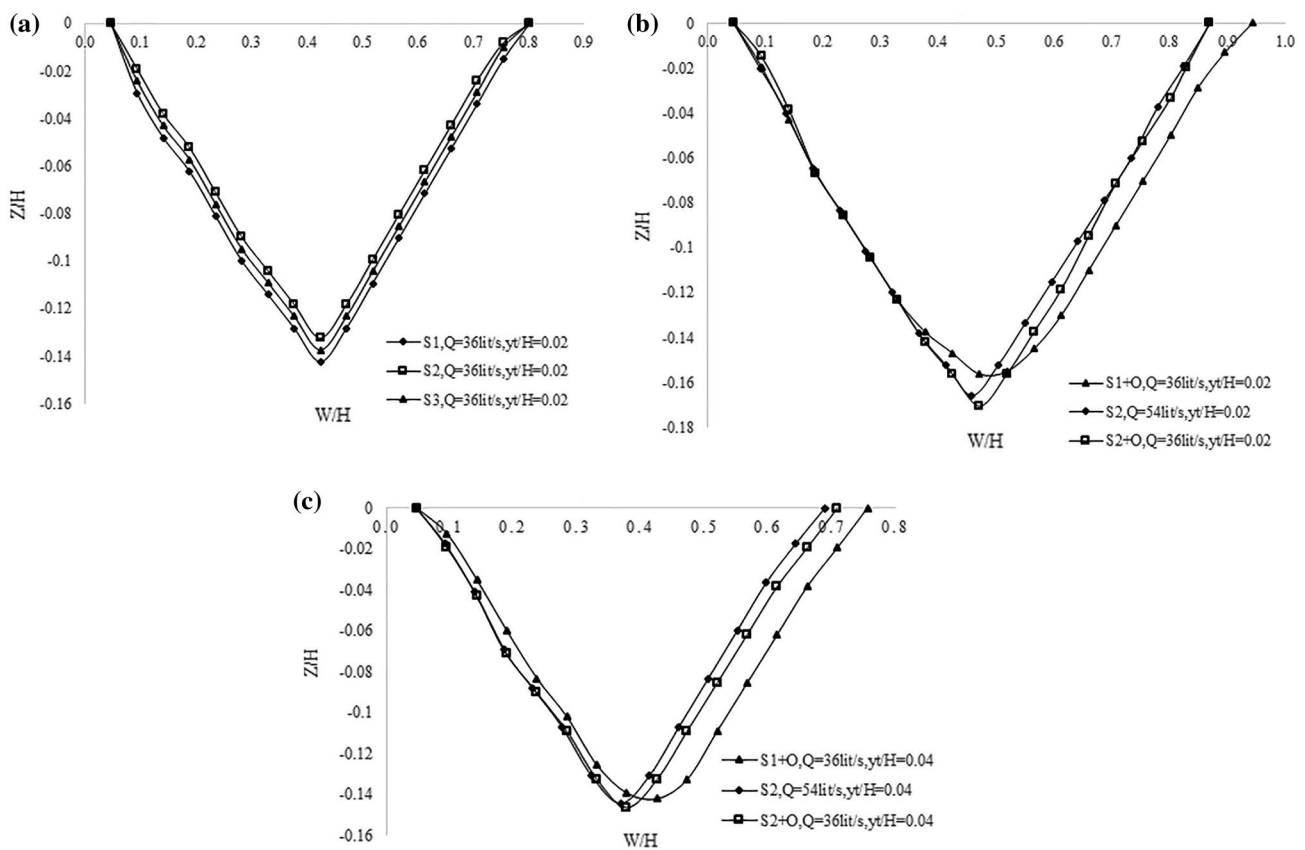 (a)
0
0 0.1 0.2 0.3 0.4 0.5 0.6 0.7 0.8 0.9
-0.02
-0.04
-0.06
-0.08
-0.1
-0.12
-0.14
-0.16
Z/H
W/H
S1,Q=36lit/s,yt/H=0.02
S2,Q=36lit/s,yt/H=0.02
S3,Q=36lit/s,yt/H=0.02
(b)
0
0.0 0.1 0.2 0.3 0.4 0.5 0.6 0.7 0.8 0.9 1.0
-0.02
-0.04
-0.06
-0.08
-0.1
-0.12
-0.14
-0.16
-0.18
Z/H
W/H
S1+O,Q=36lit/s,yt/H=0.02
S2,Q=54lit/s,yt/H=0.02
S2+O,Q=36lit/s,yt/H=0.02
(c)
0
0.0 0.1 0.2 0.3 0.4 0.5 0.6 0.7 0.8
-0.02
-0.04
-0.06
-0.08
-0.1
-0.12
-0.14
-0.16
Z/H
W/H
S1+O,Q=36lit/s,yt/H=0.04
S2,Q=54lit/s,yt/H=0.04
S2+O,Q=36lit/s,yt/H=0.04